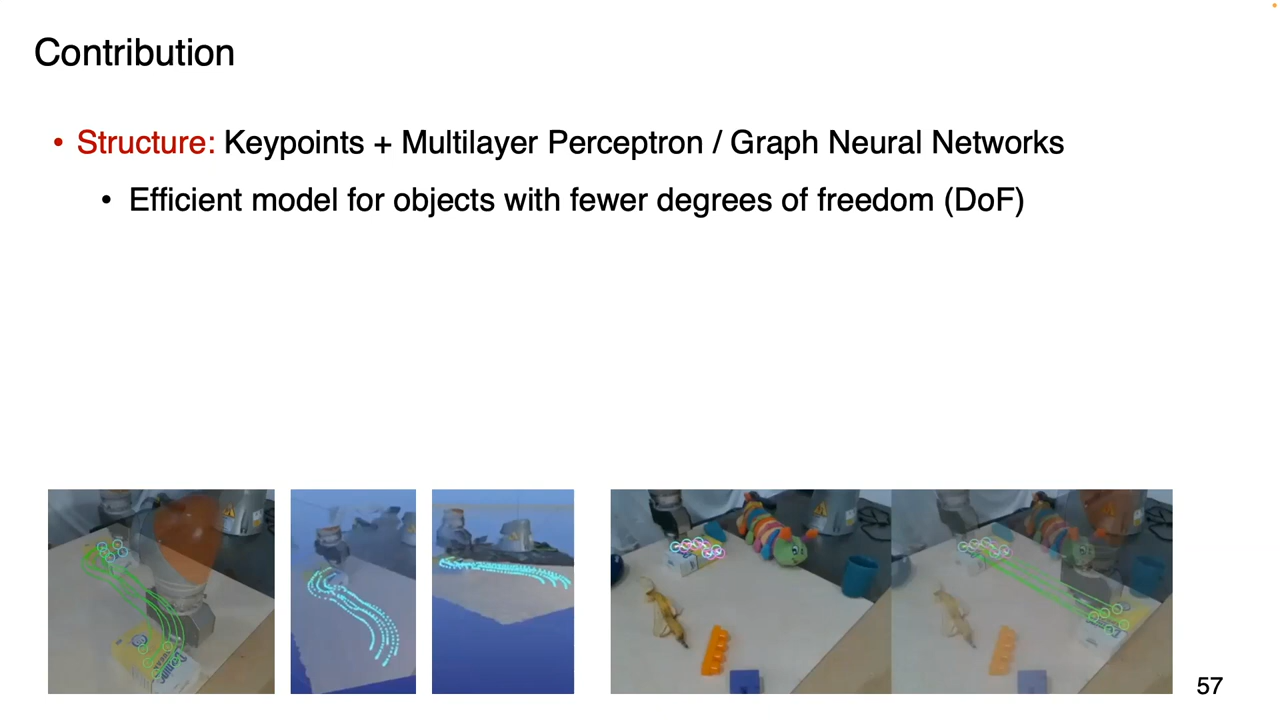 Contribution
• Structure: Keypoints + Multilayer Perceptron / Graph Neural Networks
• Efficient model for objects with fewer degrees of freedom (DoF)
57